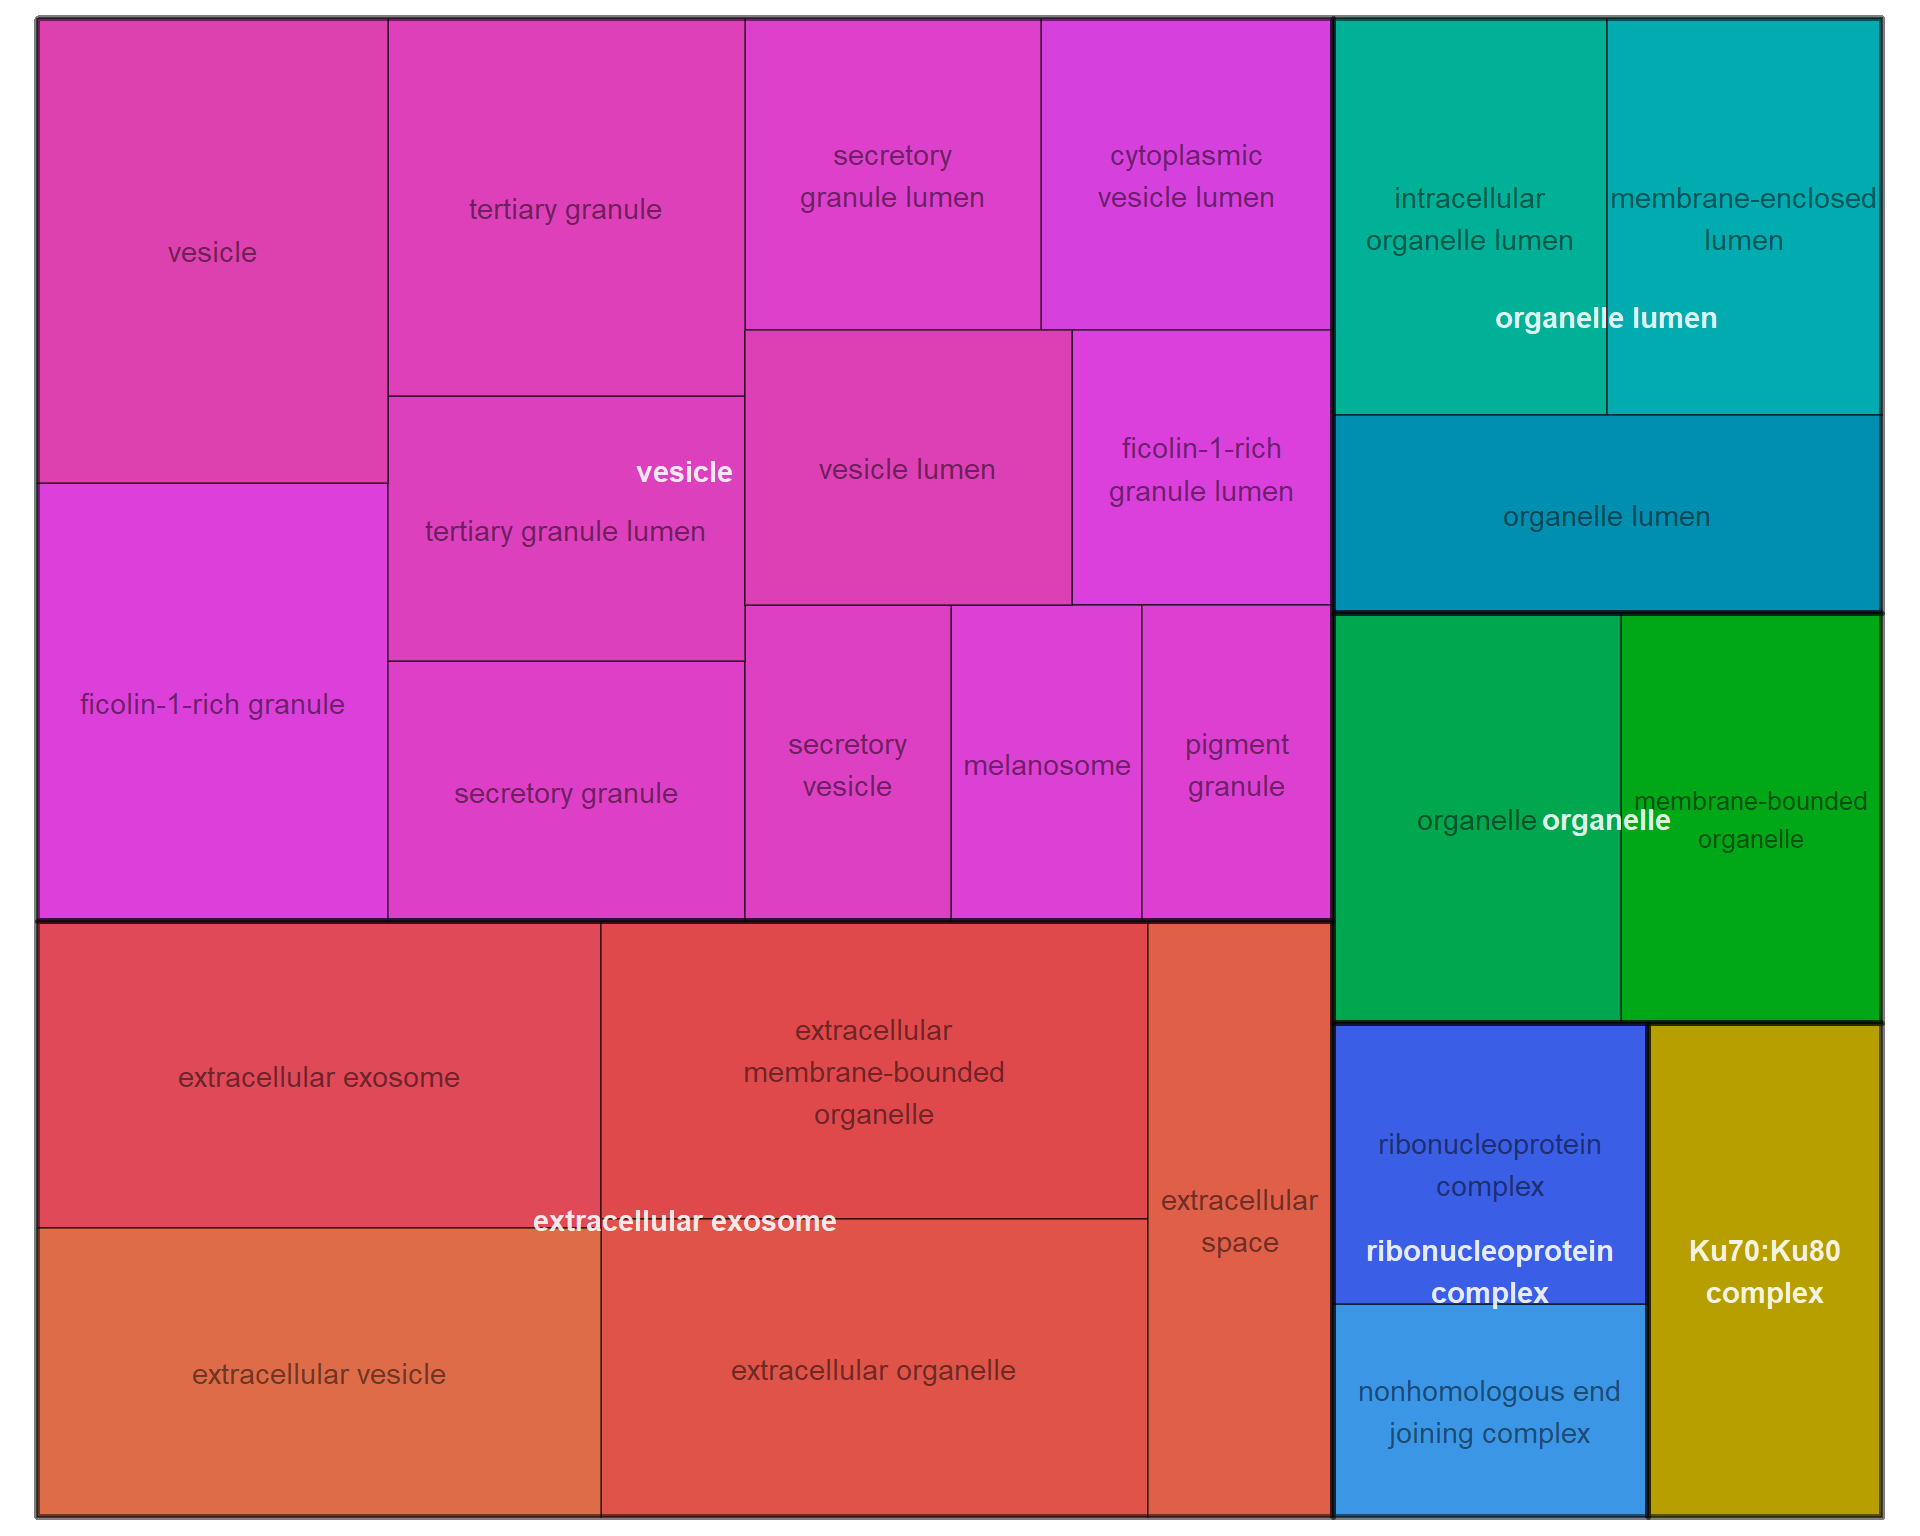 vesicle
tertiary granule
secretory
granule lumen
cytoplasmic
vesicle lumen
ficolin-1-rich granule
tertiary granule lumen
vesicle
vesicle lumen
ficolin-1-rich
granule lumen
secretory granule
secretory
vesicle
melanosome
pigment
granule
intracellular
organelle lumen
membrane-enclosed
lumen
organelle lumen
organelle lumen
organelle
organelle
membrane-bounded
organelle
extracellular exosome
extracellular
membrane-bounded
organelle
extracellular
space
extracellular exosome
extracellular vesicle
extracellular organelle
ribonucleoprotein
complex
ribonucleoprotein
complex
nonhomologous end
joining complex
Ku70:Ku80
complex